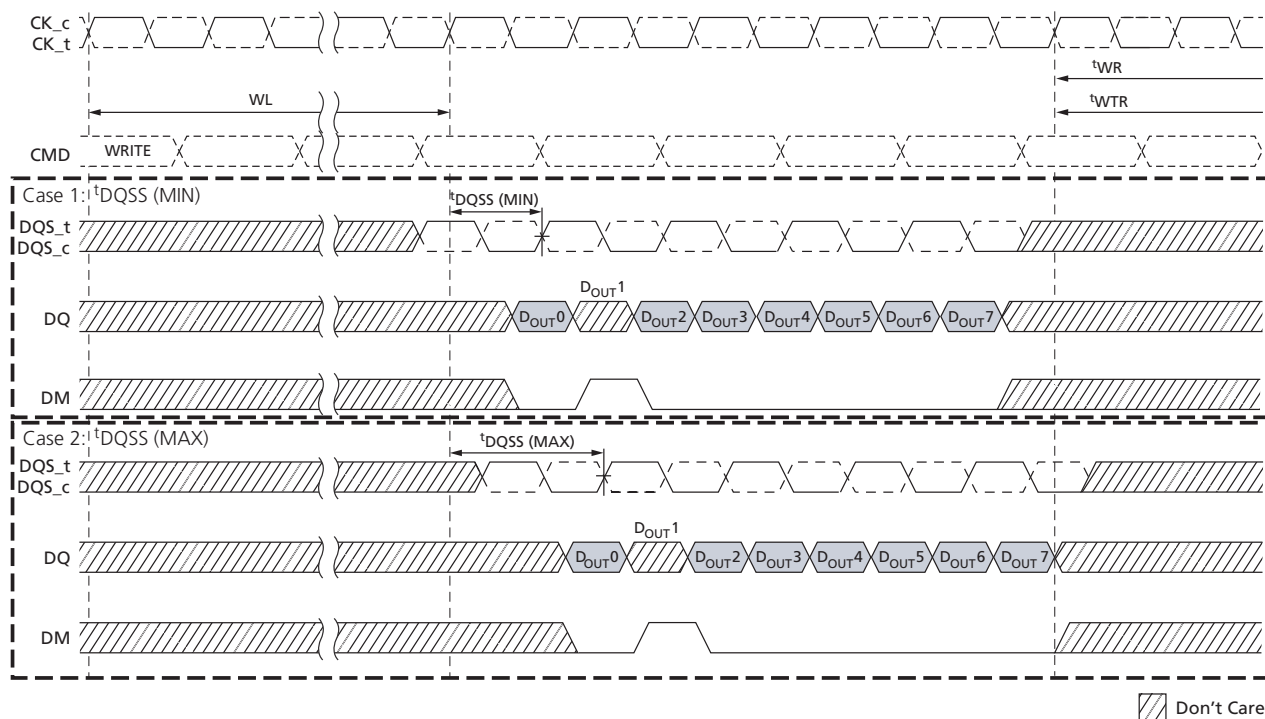 CK_c
CK_t
tWR
WL
tWTR
CMD
WRITE
Case 1: tDQSS (MIN)
tDQSS (MIN)
DQS_t
DQS_c
DOUT1
DQ
DOUT0 DOUT2 DOUT3 DOUT4 DOUT5 DOUT6 DOUT7
DM
Case 2: tDQSS (MAX)
tDQSS (MAX)
DQS_t
DQS_c
DOUT1
DQ
DOUT0 DOUT2 DOUT3 DOUT4 DOUT5 DOUT6 DOUT7
DM
Don't Care